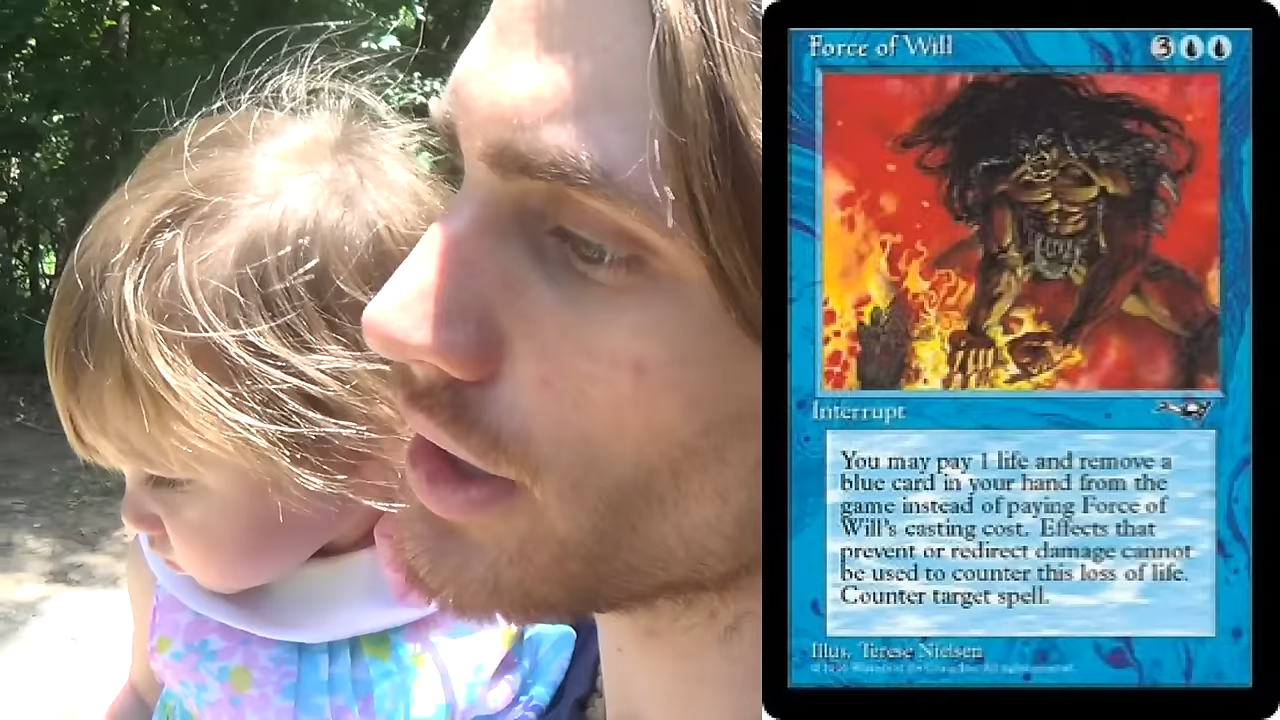 Force of Will 3
Interrupt
You may pay 1 life and remove a
blue card in your hand from the
game instead of paying Force of
Will's casting cost. Effects that
prevent or redirect damage cannot
be used to counter this loss of life.
Counter target spell.
Illus. Terese Nielsen